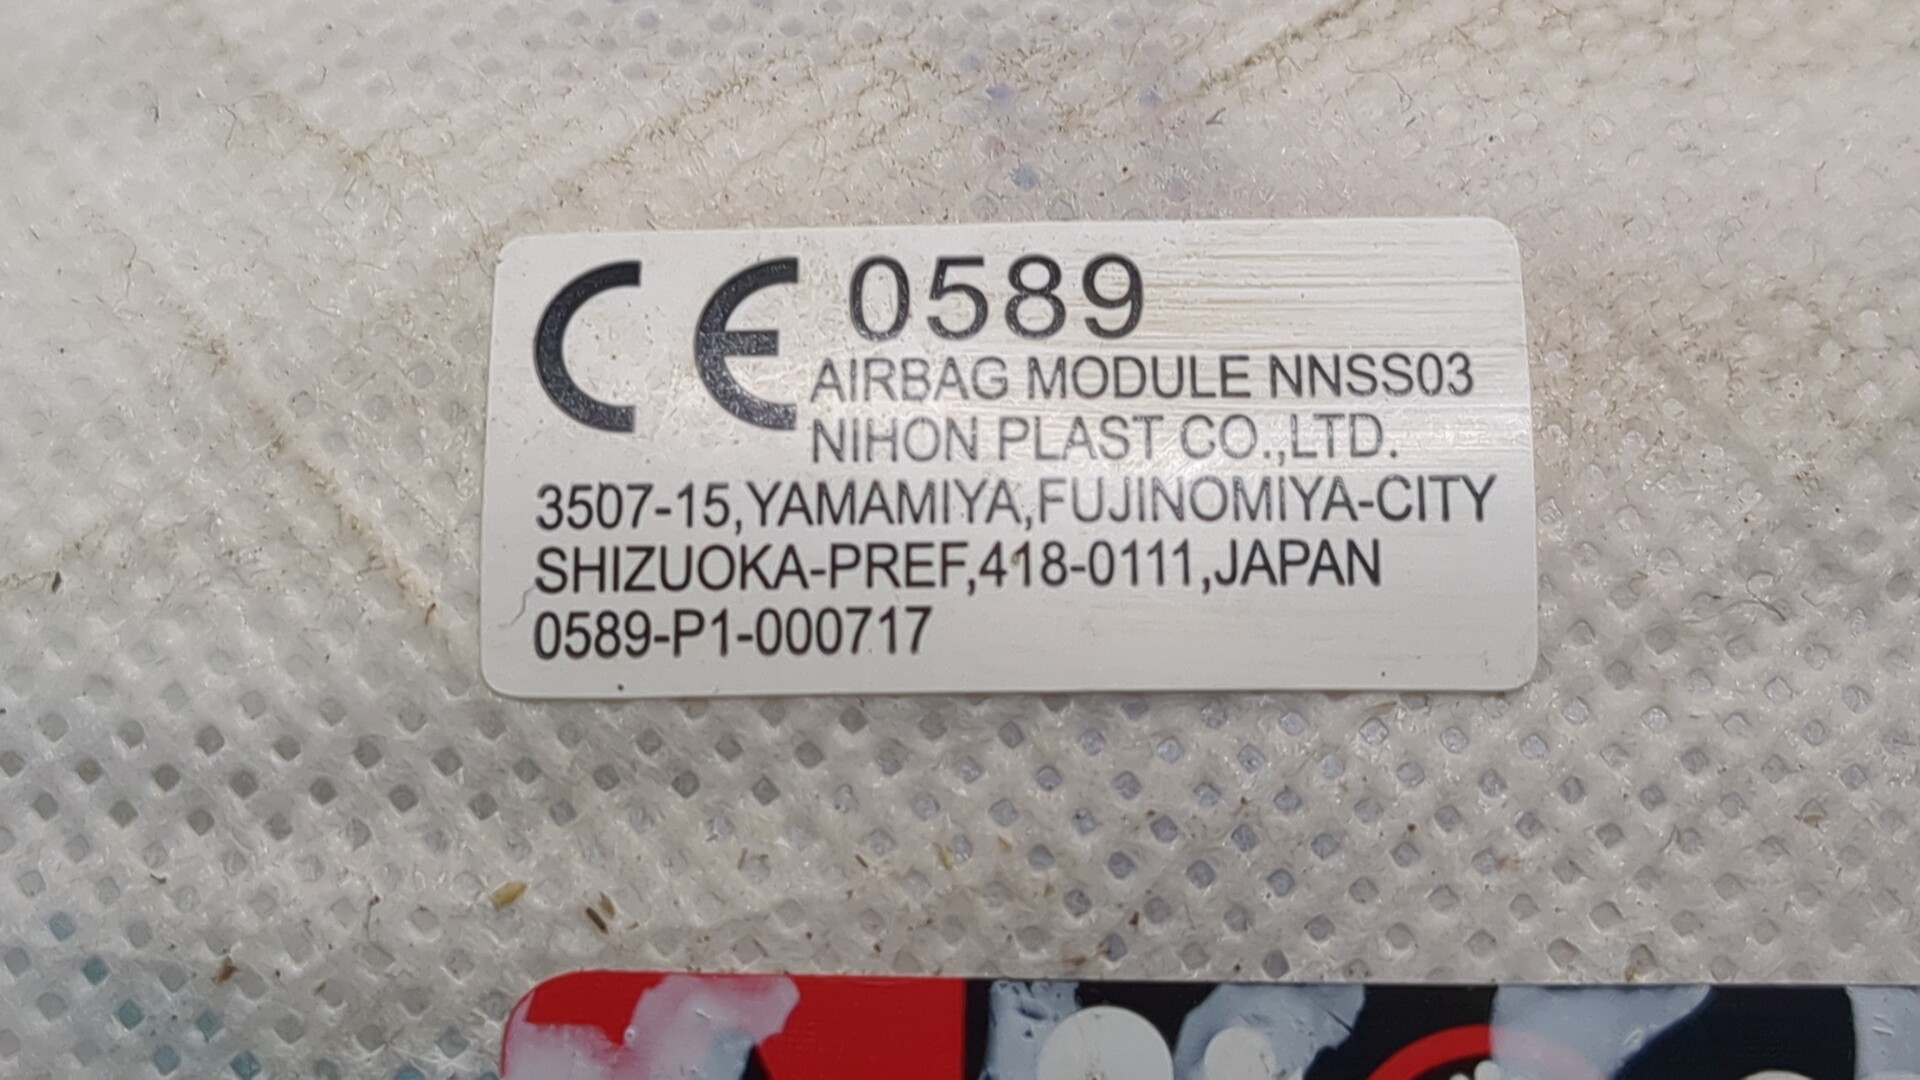 CE 0589
AIRBAG MODULE NNSS03
NIHON PLAST CO.,LTD.
3507-15,YAMAMIYA,FUJINOMIYA-CITY
SHIZUOKA-PREF,418-0111,JAPAN
0589-P1-000717